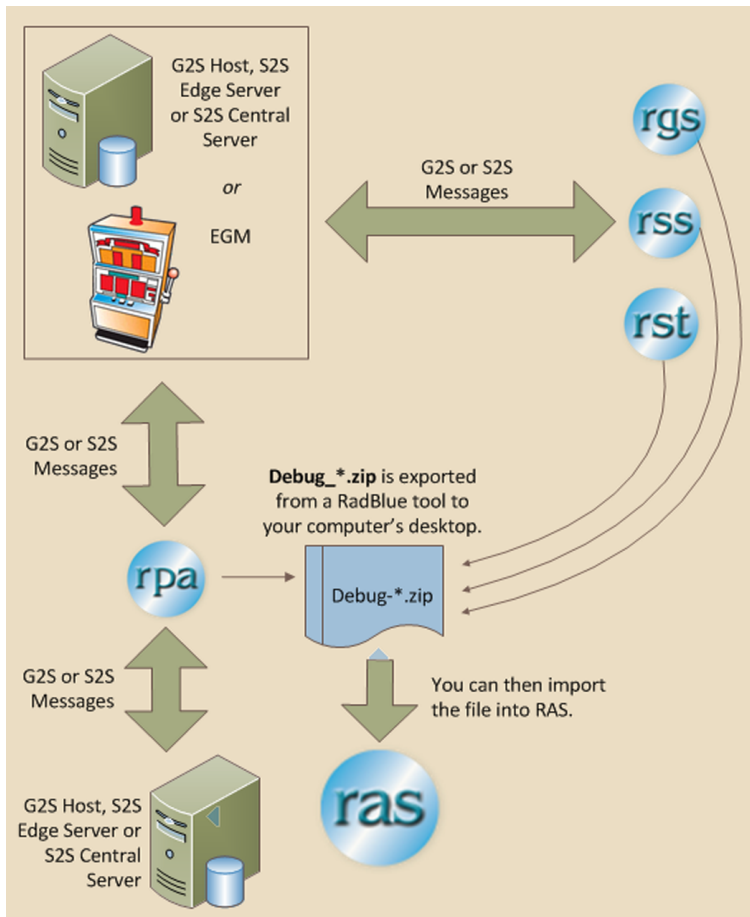 G2S Host, S2S
Edge Server
or S2S Central
Server
or
EGM
G2S or S2S
Messages
rgs
rss
rst
G2S or S2S
Messages
Debug_*.zip is exported
from a RadBlue tool to
your computer's desktop.
rpa
Debug-*.zip
G2S or S2S
Messages
You can then import
the file into RAS.
ras
G2S Host, S2S
Edge Server or
S2S Central
Server